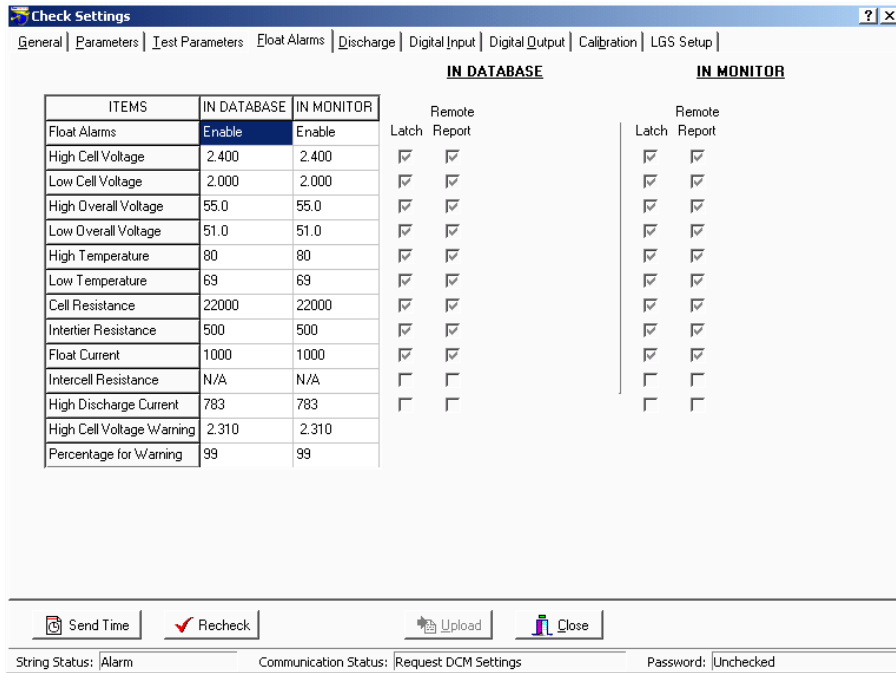 Check Settings
General Parameters Test Parameters Float Alarms Discharge Digital Input Digital Output Calibration LGS Setup
IN DATABASE IN MONITOR
ITEMS IN DATABASE IN MONITOR
Latch Remote Report Latch Remote Report
Float Alarms Enable Enable
High Cell Voltage 2.400 2.400
Low Cell Voltage 2.000 2.000
High Overall Voltage 55.0 55.0
Low Overall Voltage 51.0 51.0
High Temperature 80 80
Low Temperature 69 69
Cell Resistance 22000 22000
Intertier Resistance 500 500
Float Current 1000 1000
Intercell Resistance N/A N/A
High Discharge Current 783 783
High Cell Voltage Warning 2.310 2.310
Percentage for Warning 99 99
Send Time Recheck Upload Close
String Status: Alarm Communication Status: Request DCM Settings Password: Unchecked